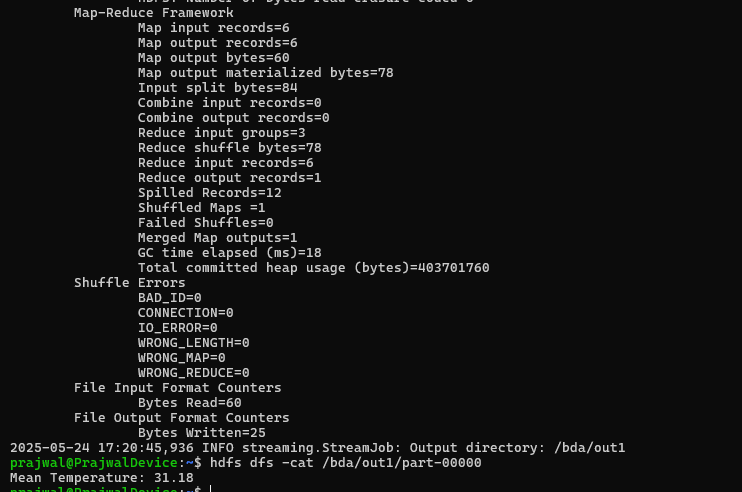 Map-Reduce Framework
Map input records=6
Map output records=6
Map output bytes=60
Map output materialized bytes=78
Input split bytes=84
Combine input records=0
Combine output records=0
Reduce input groups=3
Reduce shuffle bytes=78
Reduce input records=6
Reduce output records=1
Spilled Records=12
Shuffled Maps =1
Failed Shuffles=0
Merged Map outputs=1
GC time elapsed (ms)=18
Total committed heap usage (bytes)=403701760
Shuffle Errors
BAD_ID=0
CONNECTION=0
IO_ERROR=0
WRONG_LENGTH=0
WRONG_MAP=0
WRONG_REDUCE=0
File Input Format Counters
Bytes Read=60
File Output Format Counters
Bytes Written=25
2025-05-24 17:20:45,936 INFO streaming.StreamJob: Output directory: /bda/out1
prajwal@PrajwalDevice:~$ hdfs dfs -cat /bda/out1/part-00000
Mean Temperature: 31.18
prajwal@PrajwalDevice:~$